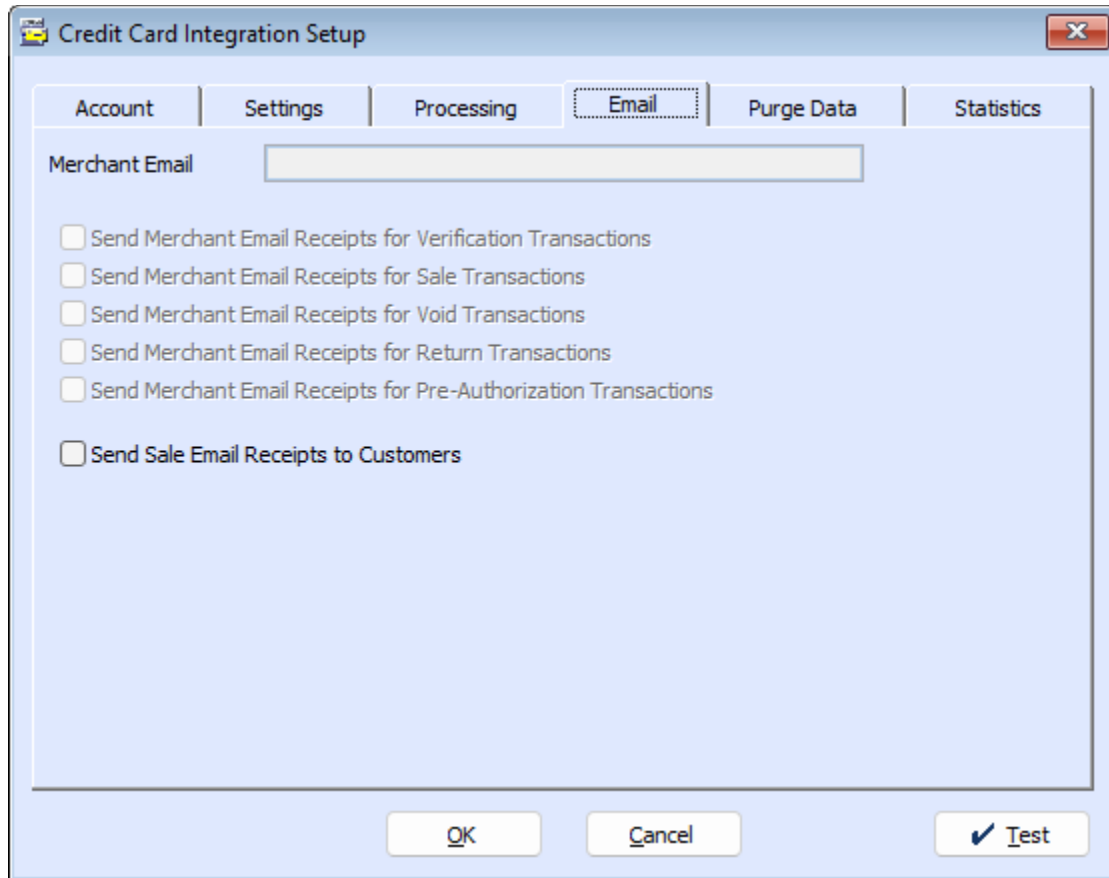 Credit Card Integration Setup
Account Settings Processing Email Purge Data Statistics
Merchant Email
Send Merchant Email Receipts for Verification Transactions
Send Merchant Email Receipts for Sale Transactions
Send Merchant Email Receipts for Void Transactions
Send Merchant Email Receipts for Return Transactions
Send Merchant Email Receipts for Pre-Authorization Transactions
Send Sale Email Receipts to Customers
OK Cancel Test